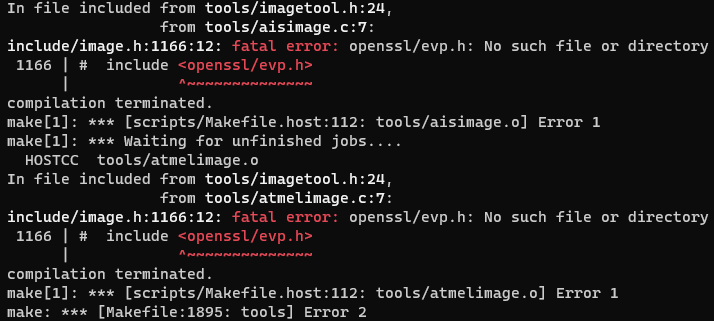 In file included from tools/imagetool.h:24,
                 from tools/aisimage.c:7:
include/image.h:1166:12: fatal error: openssl/evp.h: No such file or directory
 1166 | #  include <openssl/evp.h>
      |            ^~~~~~~~~~~~~~~
compilation terminated.
make[1]: *** [scripts/Makefile.host:112: tools/aisimage.o] Error 1
make[1]: *** Waiting for unfinished jobs....
  HOSTCC  tools/atmelimage.o
In file included from tools/imagetool.h:24,
                 from tools/atmelimage.c:7:
include/image.h:1166:12: fatal error: openssl/evp.h: No such file or directory
 1166 | #  include <openssl/evp.h>
      |            ^~~~~~~~~~~~~~~
compilation terminated.
make[1]: *** [scripts/Makefile.host:112: tools/atmelimage.o] Error 1
make: *** [Makefile:1895: tools] Error 2